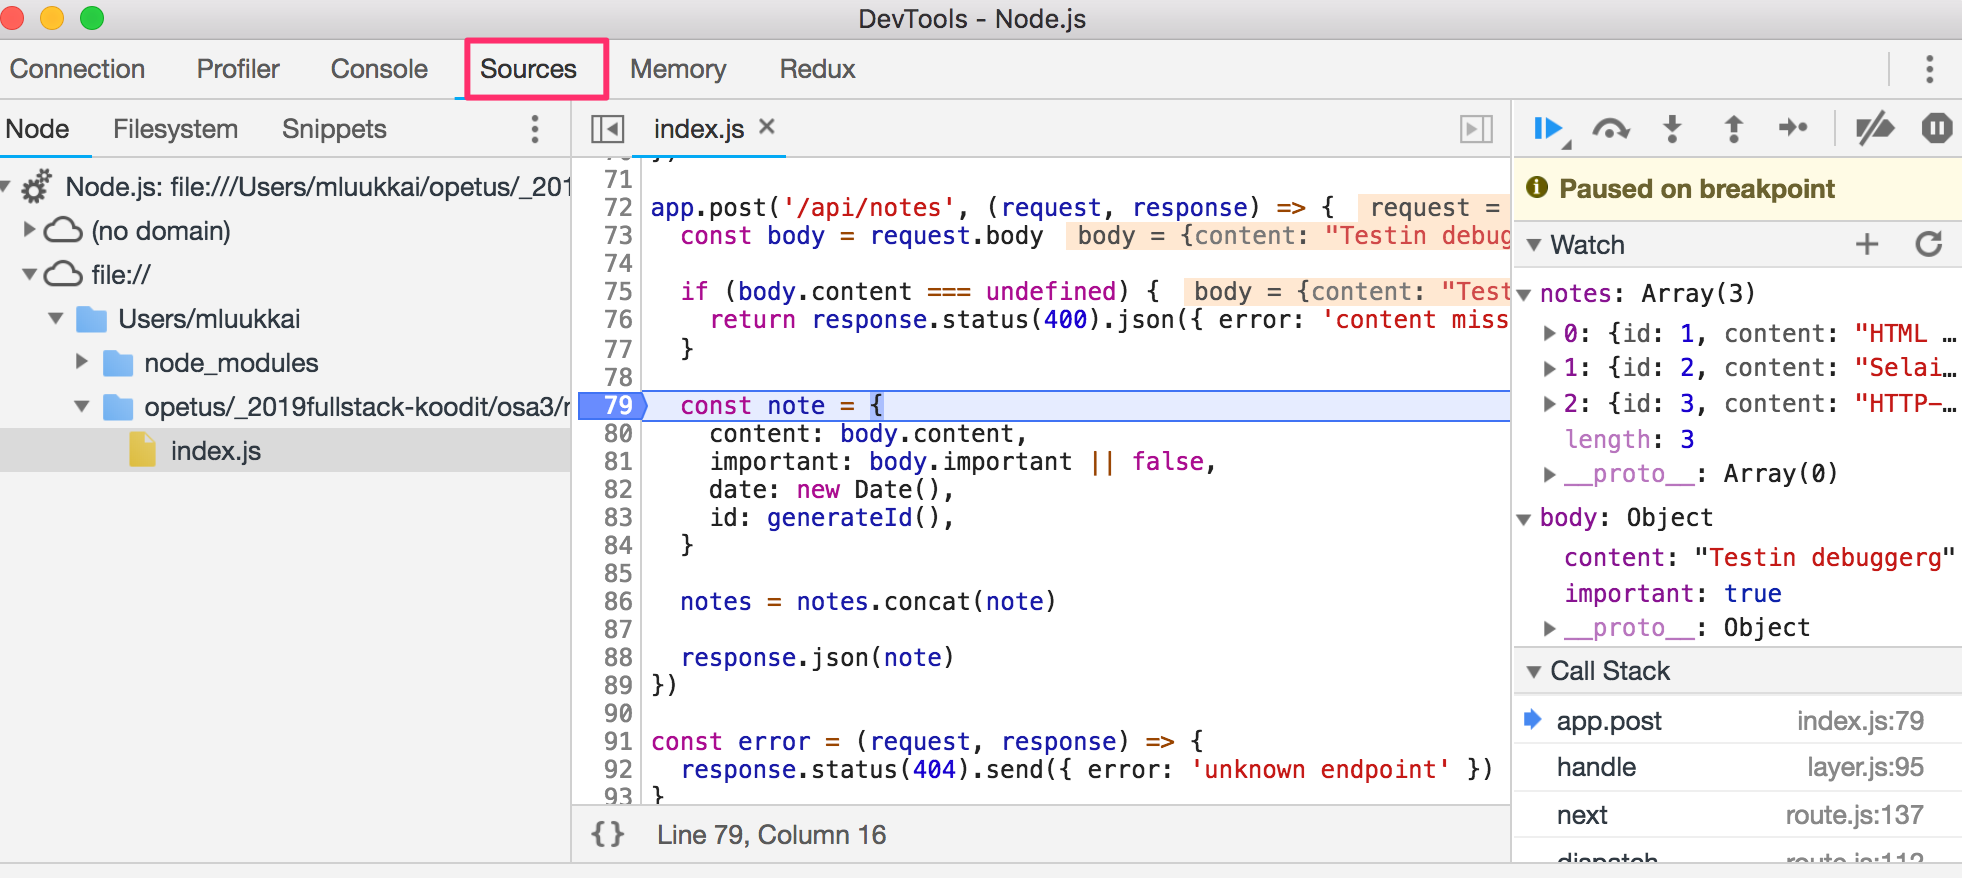 DevTools - Node.js
Connection Profiler Console Sources Memory Redux
Node Filesystem Snippets
Node.js: file:///Users/mluukkai/opetus/_201
(no domain)
file://
Users/mluukkai
node_modules
opetus/_2019fullstack-koodit/osa3/
index.js
index.js ×
71
72 app.post('/api/notes', (request, response) => { request =
73 const body = request.body body = {content: "Testin debug
74
75 if (body.content === undefined) { body = {content: "Test
76 return response.status(400).json({ error: 'content miss
77 }
78
79 const note = {
80 content: body.content,
81 important: body.important || false,
82 date: new Date(),
83 id: generateId(),
84 }
85
86 notes = notes.concat(note)
87
88 response.json(note)
89 })
90
91 const error = (request, response) => {
92 response.status(404).send({ error: 'unknown endpoint' })
93 }
{} Line 79, Column 16
Paused on breakpoint
Watch
notes: Array(3)
0: {id: 1, content: "HTML …
1: {id: 2, content: "Selai…
2: {id: 3, content: "HTTP-…
length: 3
__proto__: Array(0)
body: Object
content: "Testin debuggerg"
important: true
__proto__: Object
Call Stack
app.post index.js:79
handle layer.js:95
next route.js:137
dispatch route.js:112